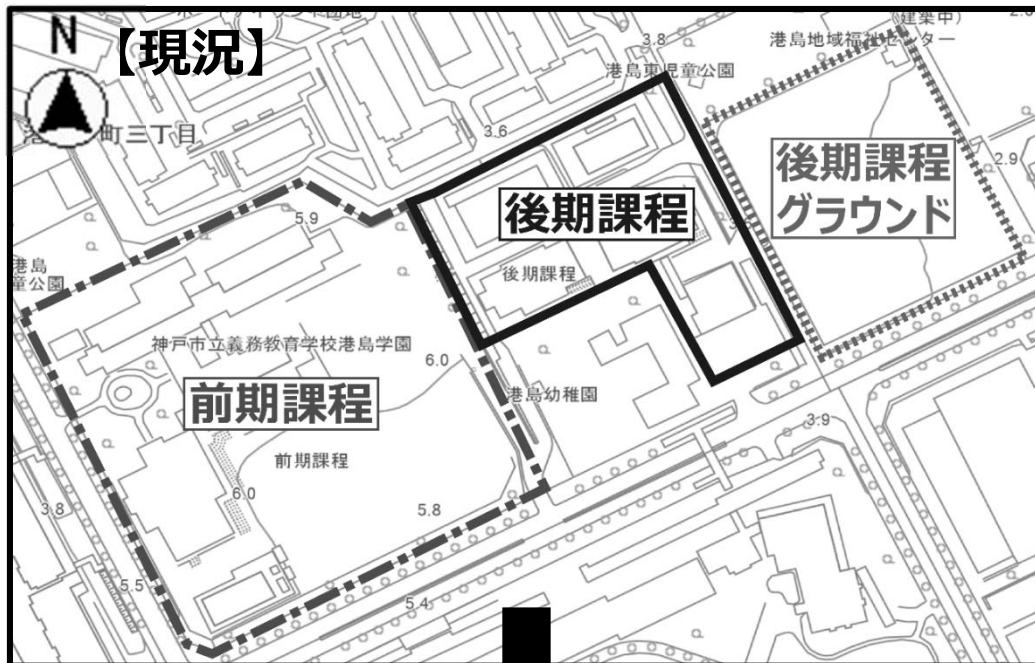 N
【現況】
(建築中)
港島地域福祉センター
3.8
港島東児童公園
町三丁目
3.6
2.9
後期課程
グラウンド
後期課程
5.9
港島
童公園
後期課程
神戸市立義務教育学校港島学園
6.0
前期課程
港島幼稚園
3.9
前期課程
6.0
5.8
3.8
5.5
5.4